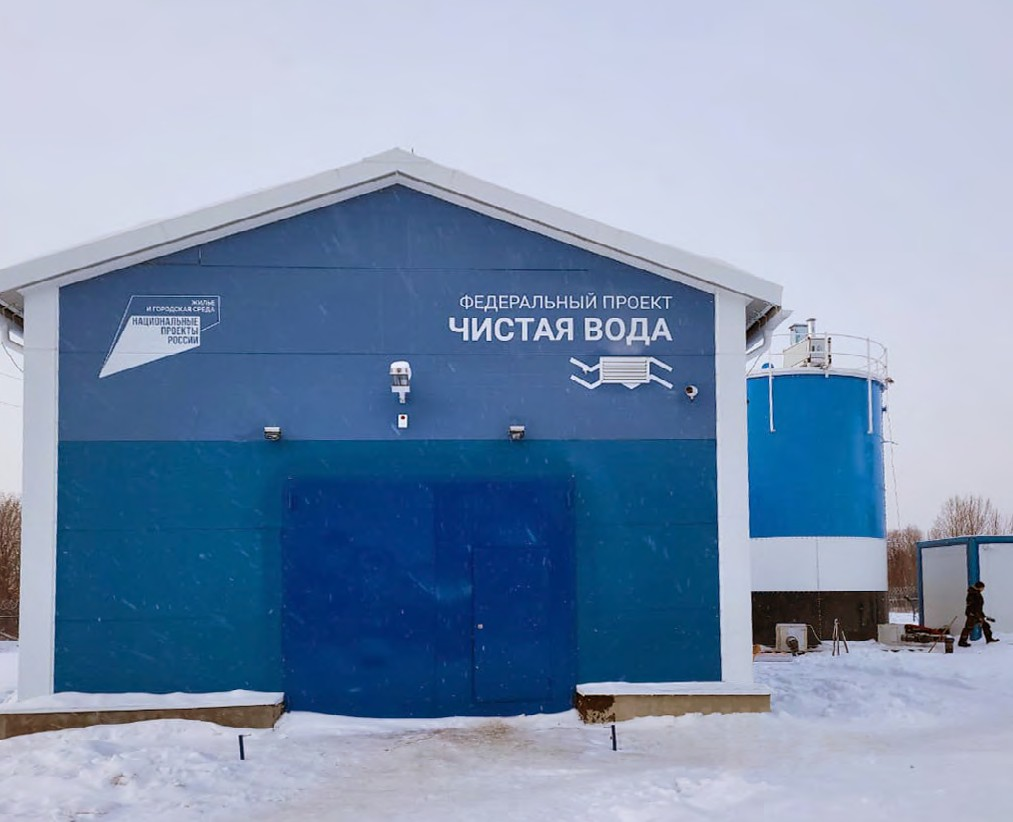 ЖИЛЬЕ
И ГОРОДСКАЯ СРЕДА
НАЦИОНАЛЬНЫЕ
ПРОЕКТЫ
РОССИИ
ФЕДЕРАЛЬНЫЙ ПРОЕКТ
ЧИСТАЯ ВОДА